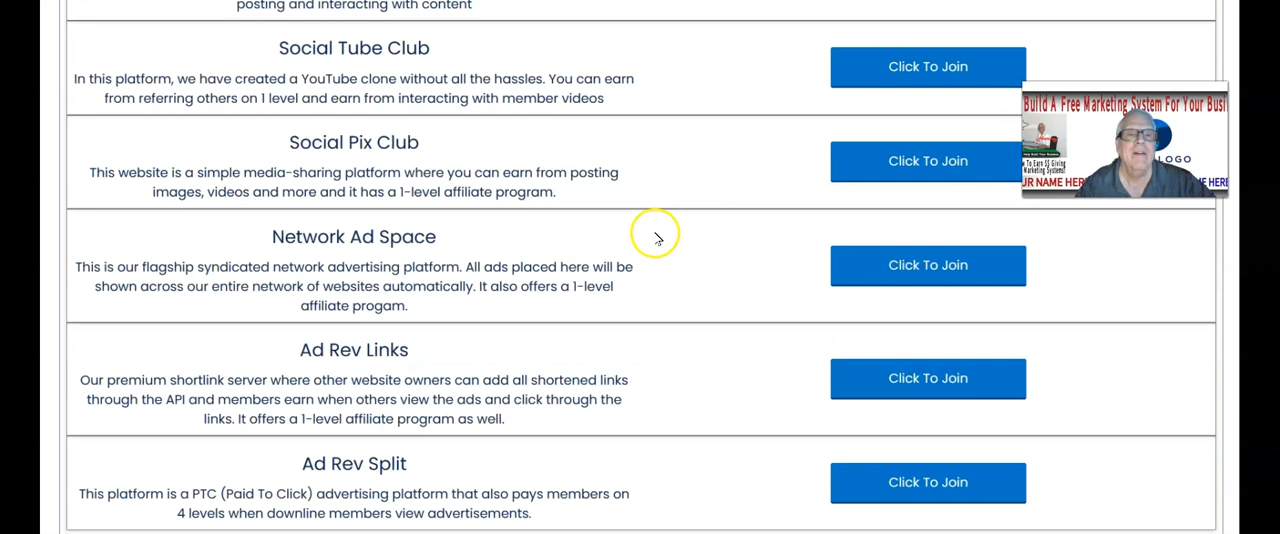 posting and interacting with content
Social Tube Club
In this platform, we have created a YouTube clone without all the hassles. You can earn
from referring others on 1 level and earn from interacting with member videos
Click To Join
Build A Free Marketing System For Your Busi
LOGO
To Earn $$ Giving
Marketing Systems!
UR NAME HER
E HERE
Social Pix Club
This website is a simple media-sharing platform where you can earn from posting
images, videos and more and it has a 1-level affiliate program.
Click To Join
Network Ad Space
This is our flagship syndicated network advertising platform. All ads placed here will be
shown across our entire network of websites automatically. It also offers a 1-level
affiliate progam.
Click To Join
Ad Rev Links
Our premium shortlink server where other website owners can add all shortened links
through the API and members earn when others view the ads and click through the
links. It offers a 1-level affiliate program as well.
Click To Join
Ad Rev Split
This platform is a PTC (Paid To Click) advertising platform that also pays members on
4 levels when downline members view advertisements.
Click To Join